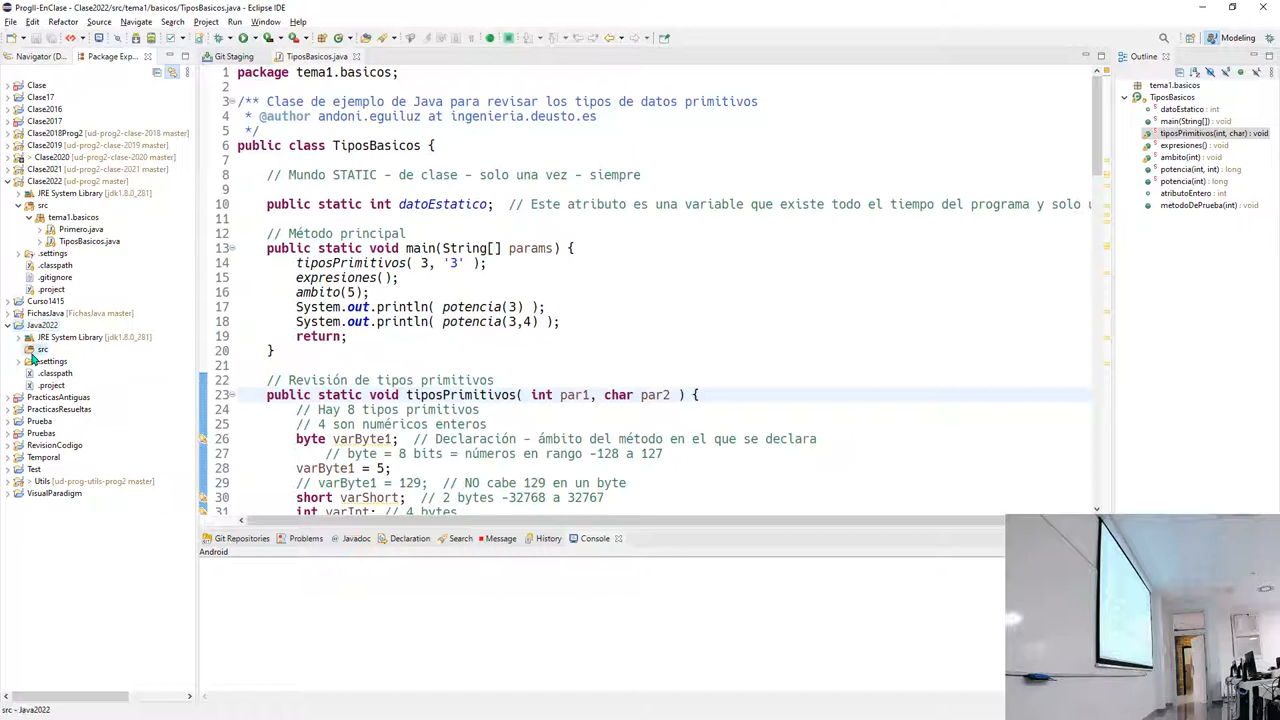 ProgII-EnClase - Clase2022/src/tema1/basicos/TiposBasicos.java - Eclipse IDE
File Edit Refactor Source Navigate Search Project Run Window Help
Modeling
Navigator (D...
Package Exp...
Clase
Clase17
Clase2016
Clase2017
Clase2018Prog2 [ud-prog2-clase-2018 master]
Clase2019 [ud-prog2-clase-2019 master]
> Clase2020 [ud-prog2-clase-2020 master]
Clase2021 [ud-prog2-clase-2021 master]
Clase2022 [ud-prog2 master]
JRE System Library [jdk1.8.0_281]
src
tema1.basicos
Primero.java
TiposBasicos.java
.settings
.classpath
.gitignore
.project
Curso1415
FichasJava [FichasJava master]
Java2022
JRE System Library [jdk1.8.0_281]
src
.settings
.classpath
.project
PracticasAntiguas
PracticasResueltas
Prueba
Pruebas
RevisionCodigo
Temporal
Test
> Utils [ud-prog-utils-prog2 master]
VisualParadigm
src - Java2022
Git Staging
TiposBasicos.java
1 package tema1.basicos;
2
3 /** Clase de ejemplo de Java para revisar los tipos de datos primitivos
4 * @author andoni.eguiluz at ingenieria.deusto.es
5 */
6 public class TiposBasicos {
7
8 // Mundo STATIC - de clase - solo una vez - siempre
9
10 public static int datoEstatico; // Este atributo es una variable que existe todo el tiempo del programa y solo u
11
12 // Método principal
13 public static void main(String[] params) {
14 tiposPrimitivos( 3, '3' );
15 expresiones();
16 ambito(5);
17 System.out.println( potencia(3) );
18 System.out.println( potencia(3,4) );
19 return;
20 }
21
22 // Revisión de tipos primitivos
23 public static void tiposPrimitivos( int par1, char par2 ) {
24 // Hay 8 tipos primitivos
25 // 4 son numéricos enteros
26 byte varByte1; // Declaración - ámbito del método en el que se declara
27 // byte = 8 bits = números en rango -128 a 127
28 varByte1 = 5;
29 // varByte1 = 129; // NO cabe 129 en un byte
30 short varShort; // 2 bytes -32768 a 32767
31 int varInt; // 4 bytes
Git Repositories Problems Javadoc Declaration Search Message History Console
Android
Outline
tema1.basicos
TiposBasicos
datoEstatico : int
main(String[]) : void
tiposPrimitivos(int, char) : void
expresiones() : void
ambito(int) : void
potencia(int, int) : long
potencia(int) : long
atributoEntero : int
metodoDePrueba(int) : void